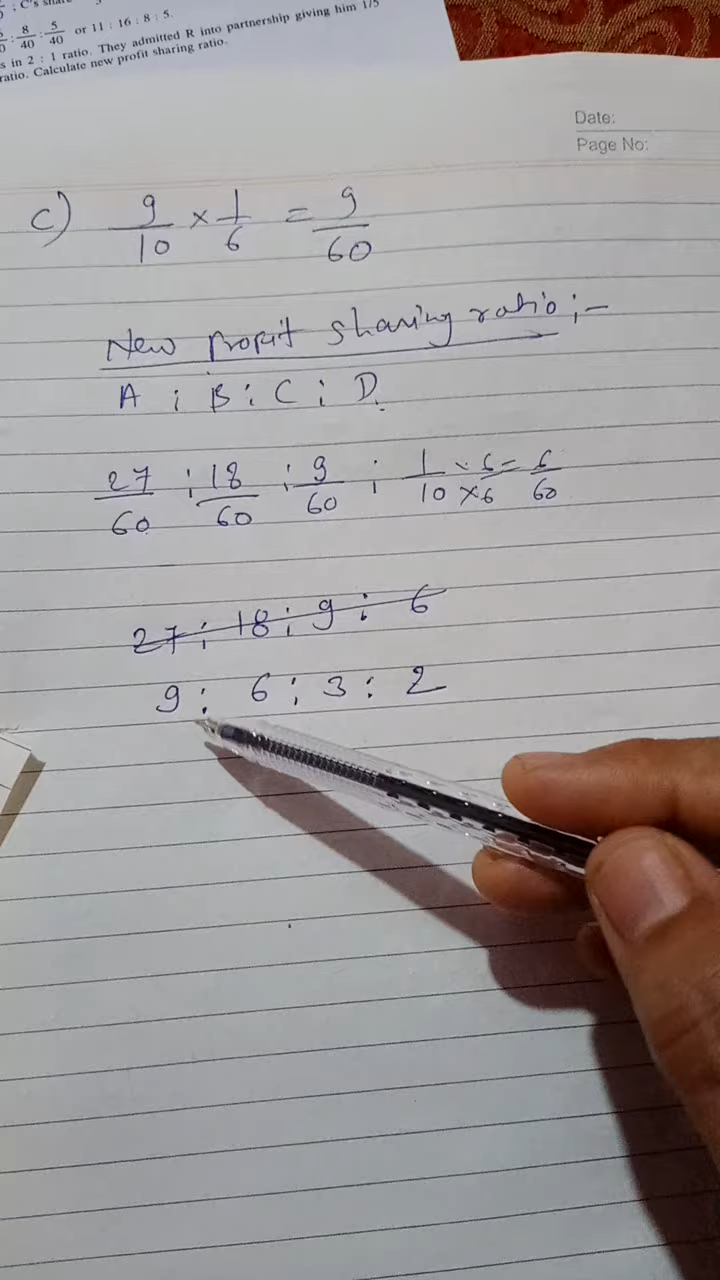 ; C's share
: 8/40 : 5/40 or 11 : 16 : 8 : 5.
s in 2 : 1 ratio. They admitted R into partnership giving him 1/5
ratio. Calculate new profit sharing ratio.
Date:
Page No:
C) 9/10 × 1/6 = 9/60
New profit sharing ratio :-
A : B : C : D
27/60 : 18/60 : 9/60 : 1/10 × 6/×6 = 6/60
27 : 18 : 9 : 6
9 : 6 : 3 : 2